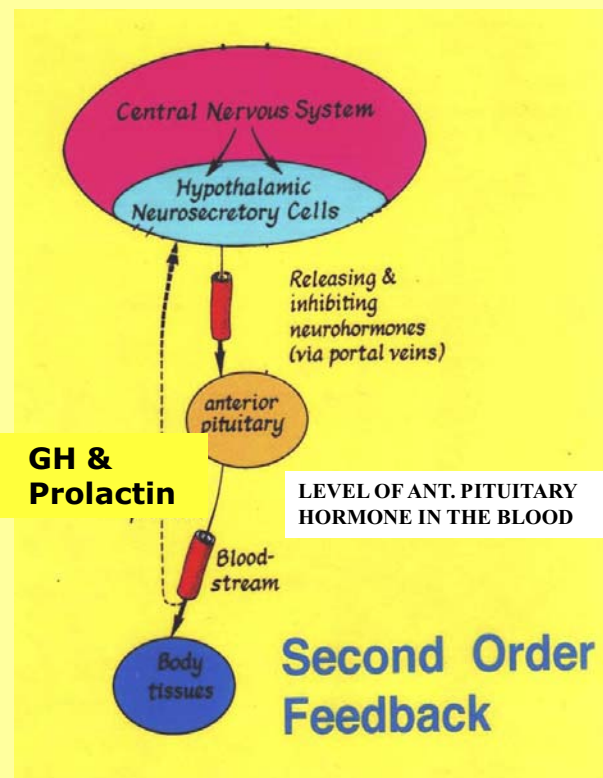 Central Nervous System
Hypothalamic
Neurosecretory Cells
Releasing &
inhibiting
neurohormones
(via portal veins)
anterior
pituitary
GH &
Prolactin
LEVEL OF ANT. PITUITARY
HORMONE IN THE BLOOD
Blood-
stream
Body
tissues
Second Order
Feedback